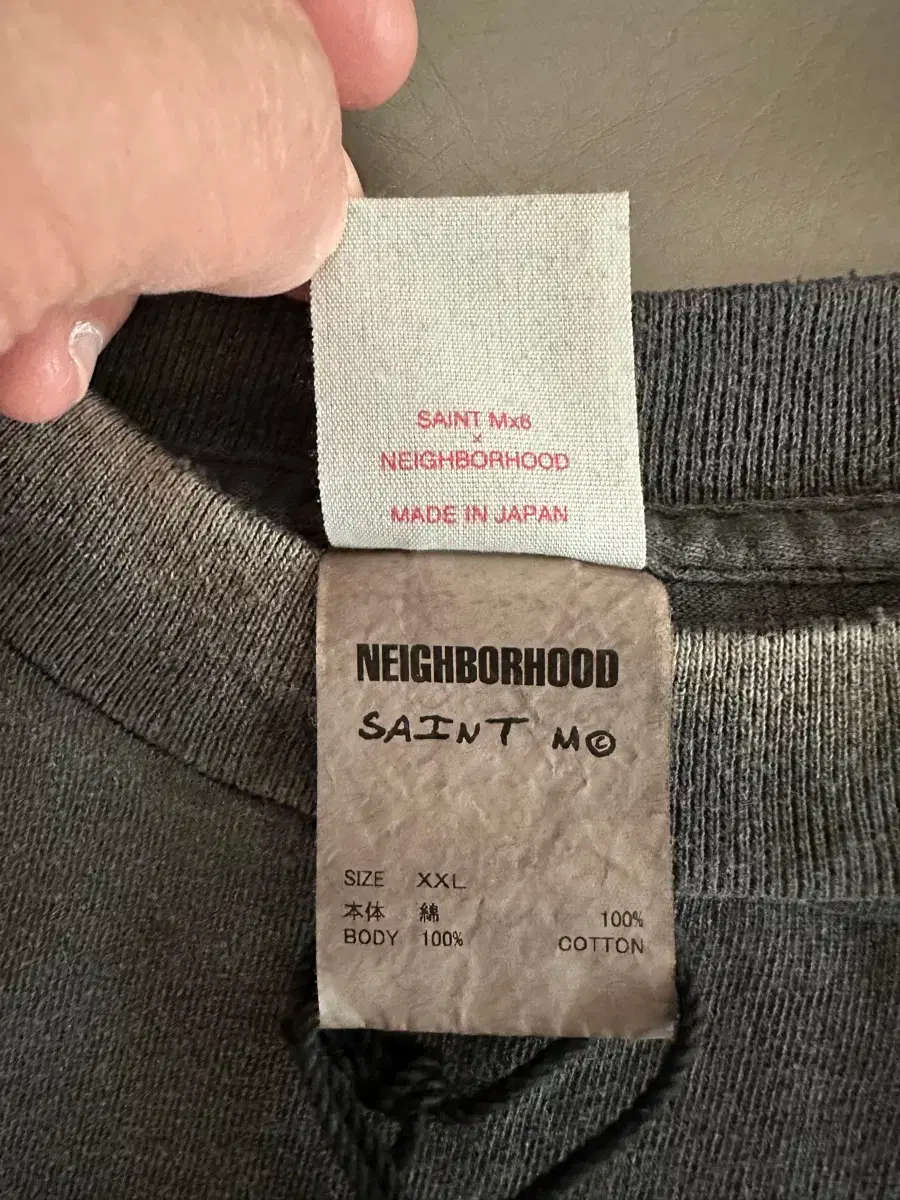 SAINT Mx6
×
NEIGHBORHOOD
MADE IN JAPAN
NEIGHBORHOOD
SAINT M©
SIZE XXL
本体 綿 100%
BODY 100% COTTON